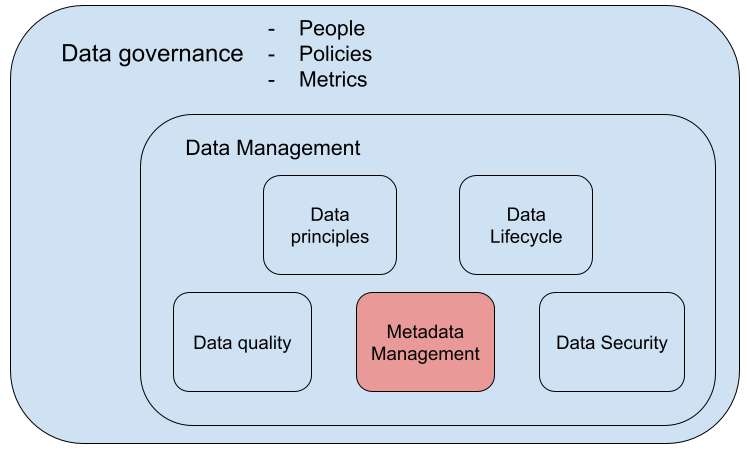 Data governance
- People
- Policies
- Metrics
Data Management
Data
principles
Data
Lifecycle
Data quality
Metadata
Management
Data Security